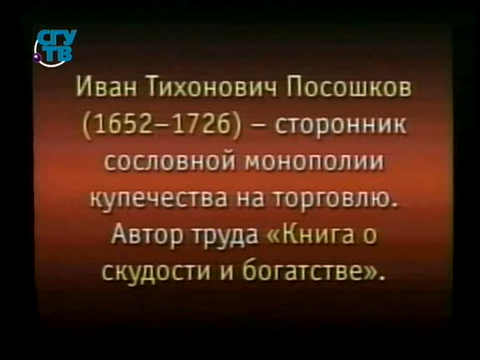 СГУ
ТВ
Иван Тихонович Посошков
(1652–1726) – сторонник
сословной монополии
купечества на торговлю.
Автор труда «Книга о
скудости и богатстве».